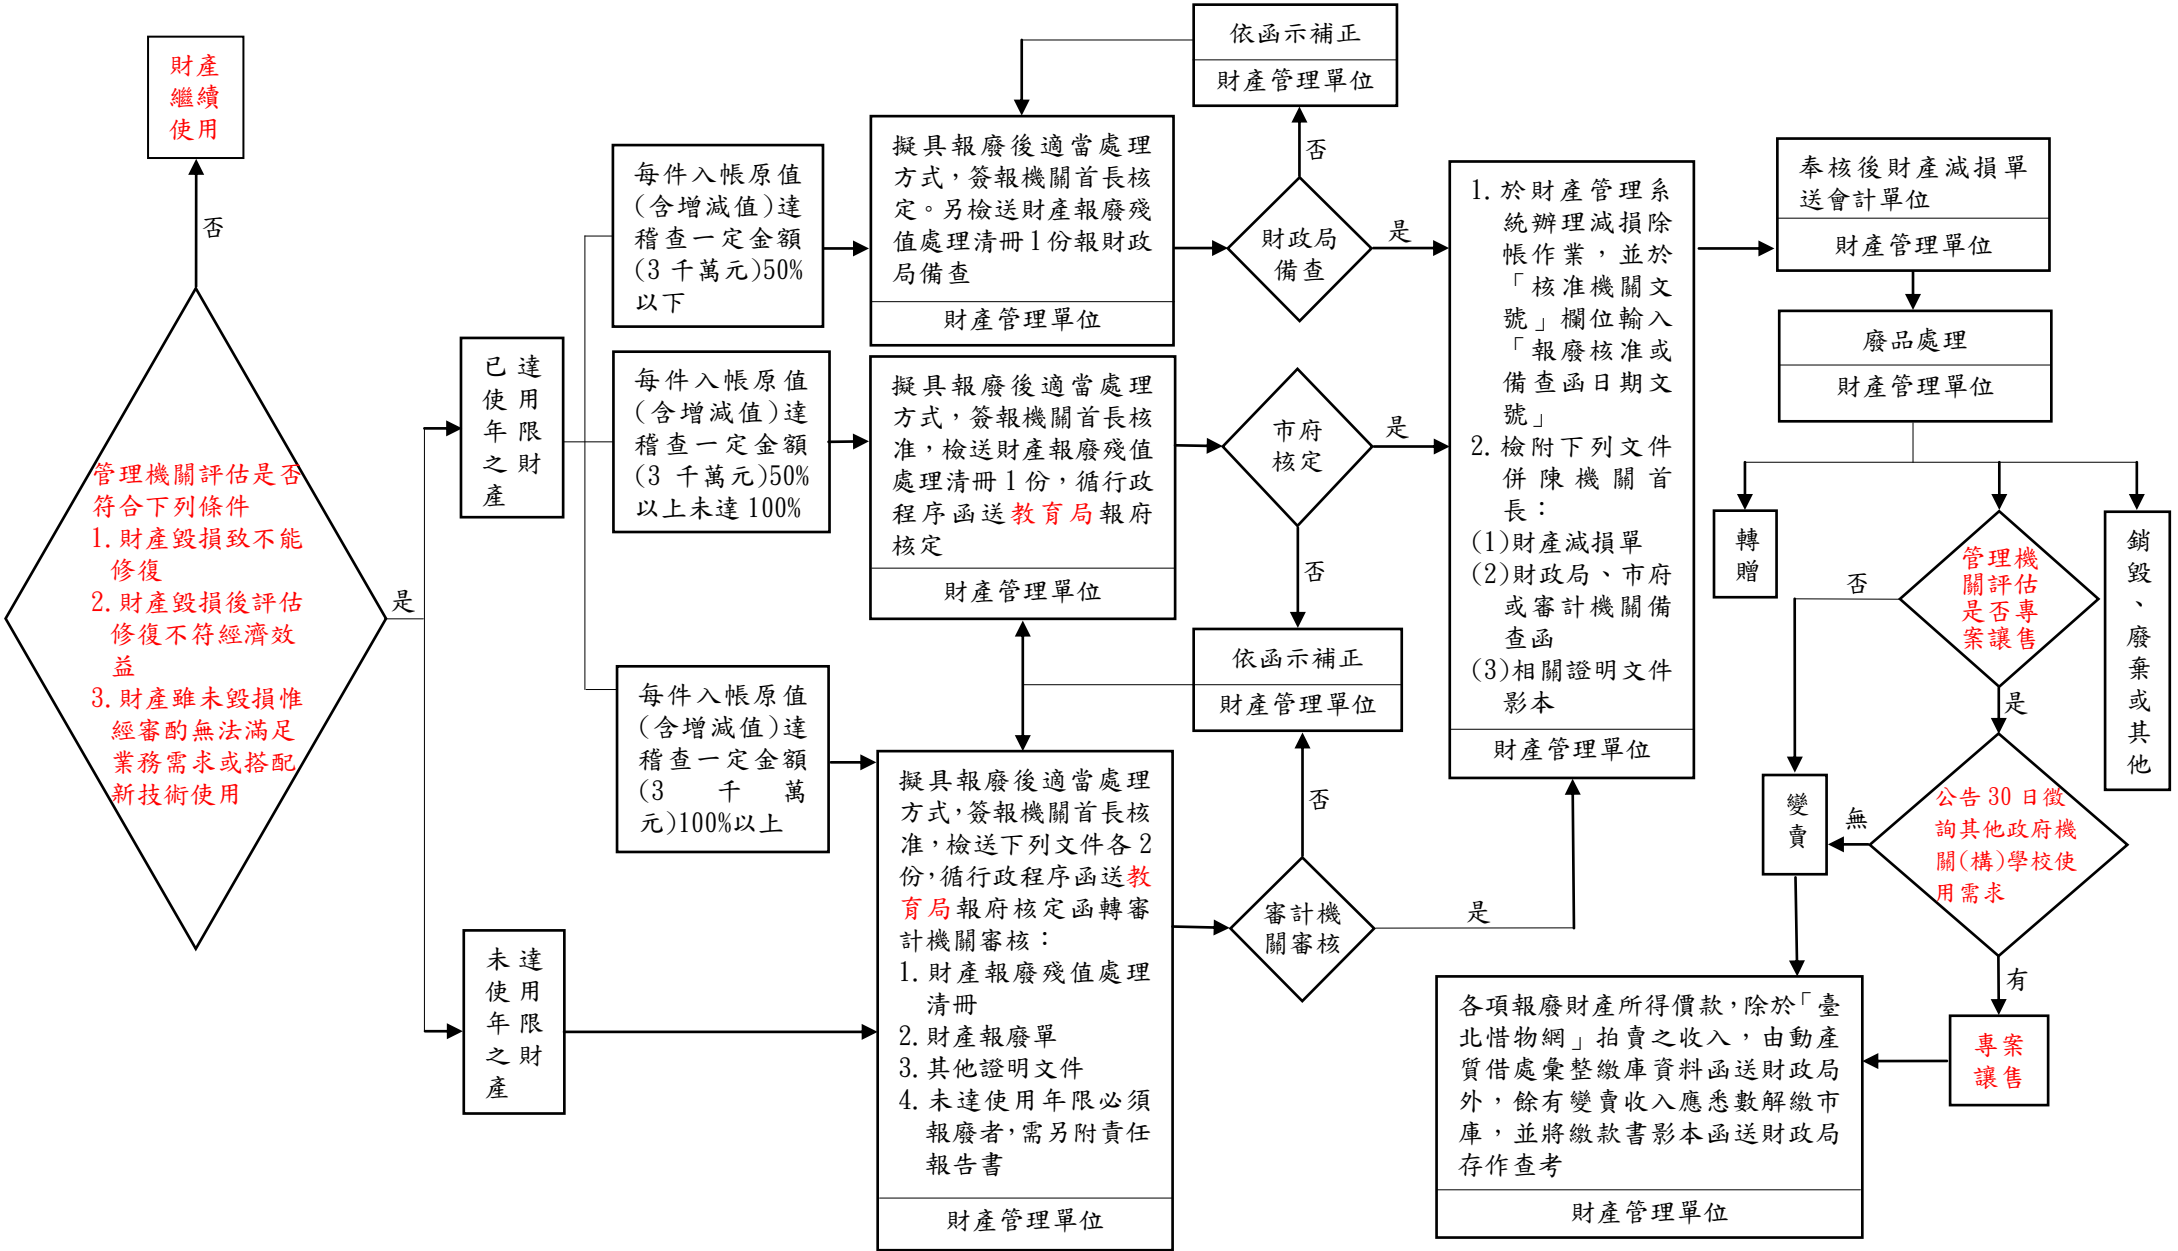 財產
繼續
使用
否
管理機關評估是否
符合下列條件
1.財產毀損致不能
修復
2.財產毀損後評估
修復不符經濟效
益
3.財產雖未毀損惟
經審酌無法滿足
業務需求或搭配
新技術使用
是
已達
使用
年限
之財
產
未達
使用
年限
之財
產
每件入帳原值
(含增減值)達
稽查一定金額
(3 千萬元)50%
以下
每件入帳原值
(含增減值)達
稽查一定金額
(3 千萬元)50%
以上未達 100%
每件入帳原值
(含增減值)達
稽查一定金額
(3 千 萬
元)100%以上
擬具報廢後適當處理
方式，簽報機關首長核
定。另檢送財產報廢殘
值處理清冊 1 份報財政
局備查
財產管理單位
擬具報廢後適當處理
方式，簽報機關首長核
准，檢送財產報廢殘值
處理清冊 1 份，循行政
程序函送教育局報府
核定
財產管理單位
擬具報廢後適當處理
方式，簽報機關首長核
准，檢送下列文件各 2
份，循行政程序函送教
育局報府核定函轉審
計機關審核：
1.財產報廢殘值處理
清冊
2.財產報廢單
3.其他證明文件
4.未達使用年限必須
報廢者，需另附責任
報告書
財產管理單位
依函示補正
財產管理單位
否
財政局
備查
是
市府
核定
是
否
依函示補正
財產管理單位
否
審計機
關審核
是
1.於財產管理系
統辦理減損除
帳作業，並於
「核准機關文
號」欄位輸入
「報廢核准或
備查函日期文
號」
2.檢附下列文件
併陳機關首
長：
(1)財產減損單
(2)財政局、市府
或審計機關備
查函
(3)相關證明文件
影本
財產管理單位
奉核後財產減損單
送會計單位
財產管理單位
廢品處理
財產管理單位
轉
贈
管理機
關評估
是否專
案讓售
否
是
銷
毀
、
廢
棄
或
其
他
變
賣
無
公告 30 日徵
詢其他政府機
關(構)學校使
用需求
有
專案
讓售
各項報廢財產所得價款，除於「臺
北惜物網」拍賣之收入，由動產
質借處彙整繳庫資料函送財政局
外，餘有變賣收入應悉數解繳市
庫，並將繳款書影本函送財政局
存作查考
財產管理單位